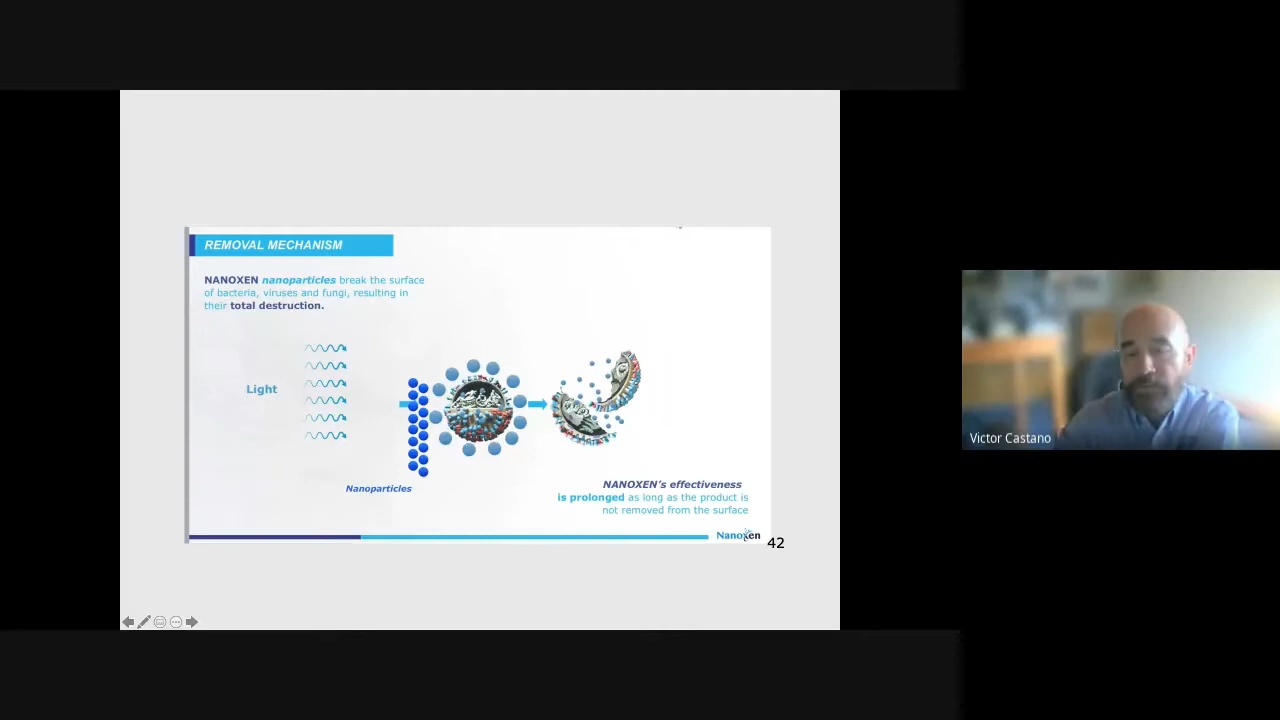 REMOVAL MECHANISM
NANOXEN nanoparticles break the surface
of bacteria, viruses and fungi, resulting in
their total destruction.
Light
Nanoparticles
NANOXEN's effectiveness
is prolonged as long as the product is
not removed from the surface
Nanoxen
42
Victor Castano